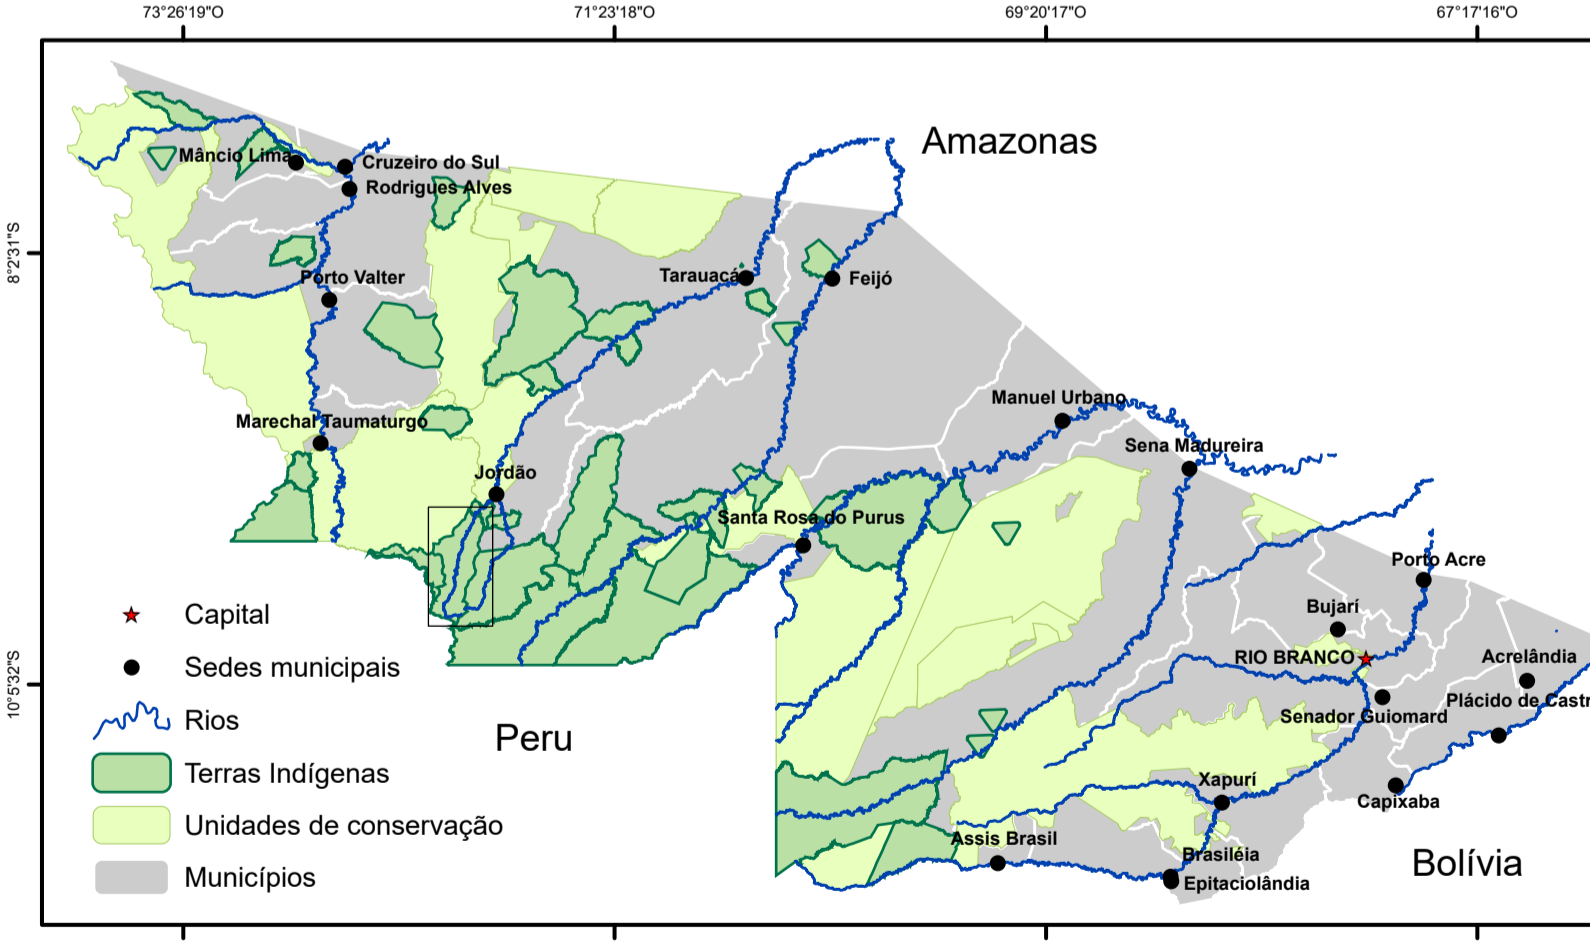 73°26'19"O
71°23'18"O
69°20'17"O
67°17'16"O
8°2'31"S
10°5'32"S
Amazonas
Mâncio Lima
Cruzeiro do Sul
Rodrigues Alves
Porto Valter
Tarauacá
Feijó
Marechal Taumaturgo
Manuel Urbano
Sena Madureira
Jordão
Santa Rosa do Purus
Porto Acre
Bujarí
RIO BRANCO
Acrelândia
Plácido de Castr
Senador Guiomard
Xapurí
Capixaba
Assis Brasil
Brasiléia
Epitaciolândia
Peru
Bolívia
Capital
Sedes municipais
Rios
Terras Indígenas
Unidades de conservação
Municípios